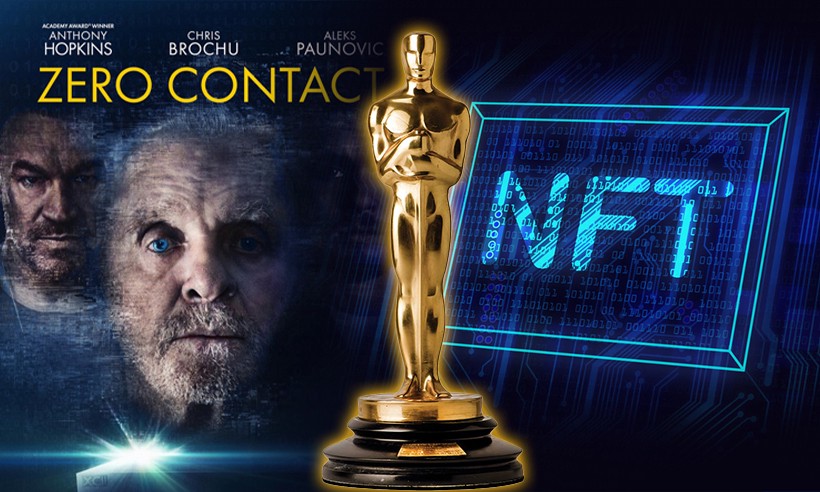 ACADEMY AWARD® WINNER
ANTHONY
HOPKINS
CHRIS
BROCHU
ALEKS
PAUNOVIC
ZERO CONTACT
NFT